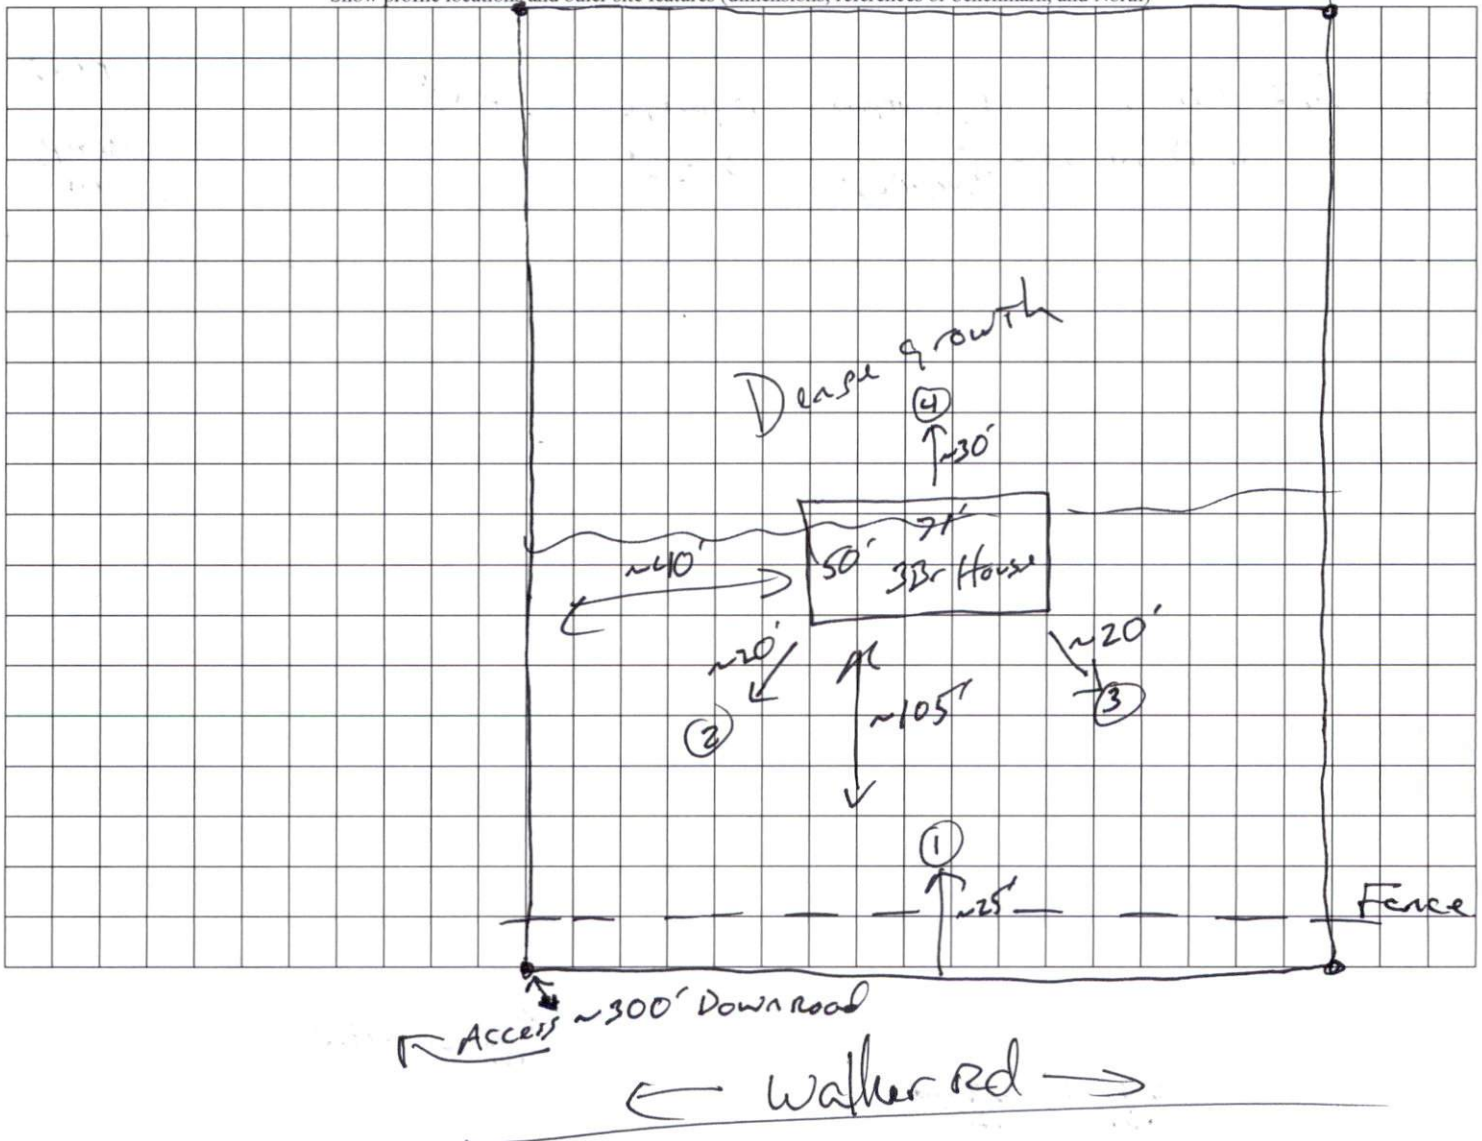 Show profile locations and other site features (dimensions, references or benchmark, and North)
Dense growth
④
~30'
71'
~40'
50'
3Br House
~20'
~20'
②
~105'
③
①
~25'
Fence
~300' Down Road
Access
Walker Rd